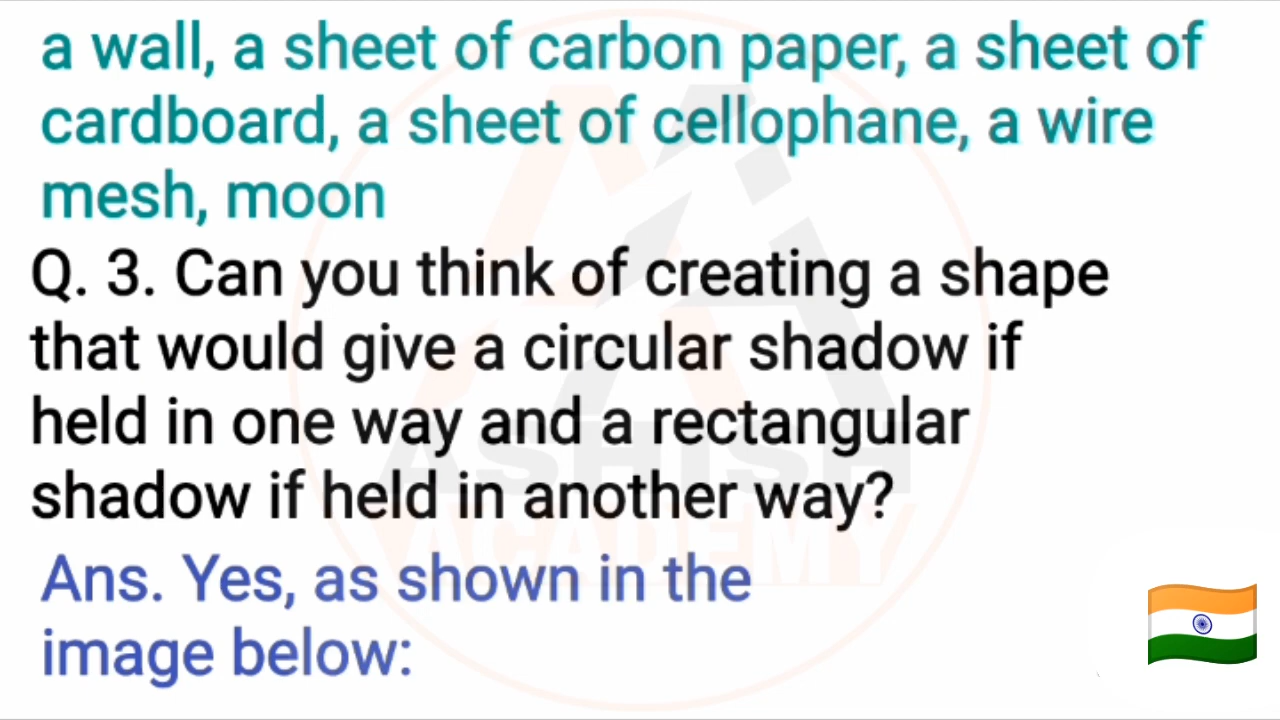 a wall, a sheet of carbon paper, a sheet of
cardboard, a sheet of cellophane, a wire
mesh, moon
Q. 3. Can you think of creating a shape
that would give a circular shadow if
held in one way and a rectangular
shadow if held in another way?
ASHISH
ACADEMY
Ans. Yes, as shown in the
image below: